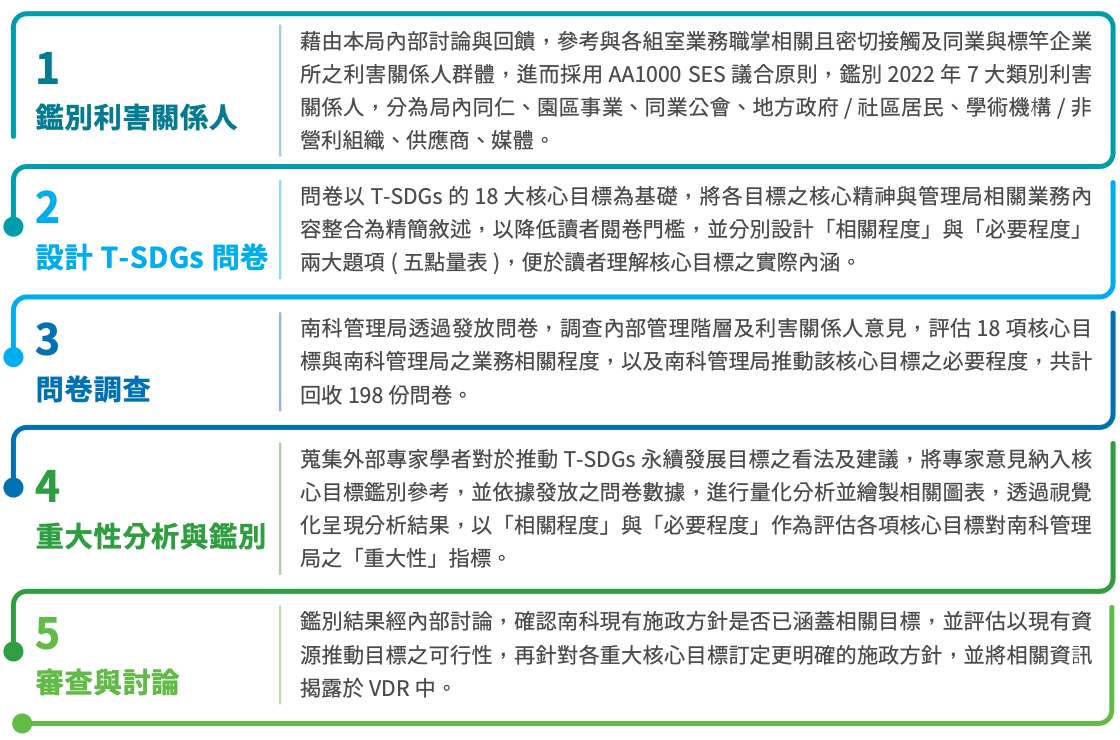 1
鑑別利害關係人
藉由本局內部討論與回饋，參考與各組室業務職掌相關且密切接觸及同業與標竿企業
所之利害關係人群體，進而採用 AA1000 SES 議合原則，鑑別 2022 年 7 大類別利害
關係人，分為局內同仁、園區事業、同業公會、地方政府 / 社區居民、學術機構 / 非
營利組織、供應商、媒體。
2
設計 T-SDGs 問卷
問卷以 T-SDGs 的 18 大核心目標為基礎，將各目標之核心精神與管理局相關業務內
容整合為精簡敘述，以降低讀者閱卷門檻，並分別設計「相關程度」與「必要程度」
兩大題項 ( 五點量表 )，便於讀者理解核心目標之實際內涵。
3
問卷調查
南科管理局透過發放問卷，調查內部管理階層及利害關係人意見，評估 18 項核心目
標與南科管理局之業務相關程度，以及南科管理局推動該核心目標之必要程度，共計
回收 198 份問卷。
4
重大性分析與鑑別
蒐集外部專家學者對於推動 T-SDGs 永續發展目標之看法及建議，將專家意見納入核
心目標鑑別參考，並依據發放之問卷數據，進行量化分析並繪製相關圖表，透過視覺
化呈現分析結果，以「相關程度」與「必要程度」作為評估各項核心目標對南科管理
局之「重大性」指標。
5
審查與討論
鑑別結果經內部討論，確認南科現有施政方針是否已涵蓋相關目標，並評估以現有資
源推動目標之可行性，再針對各重大核心目標訂定更明確的施政方針，並將相關資訊
揭露於 VDR 中。